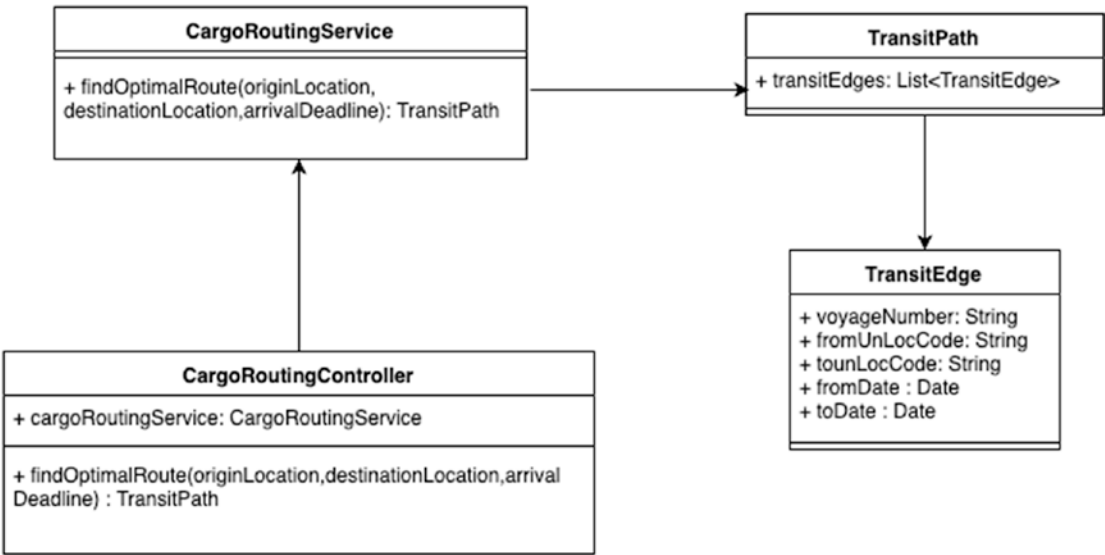 CargoRoutingService
+ findOptimalRoute(originLocation,
destinationLocation,arrivalDeadline): TransitPath
TransitPath
+ transitEdges: List<TransitEdge>
TransitEdge
+ voyageNumber: String
+ fromUnLocCode: String
+ tounLocCode: String
+ fromDate : Date
+ toDate : Date
CargoRoutingController
+ cargoRoutingService: CargoRoutingService
+ findOptimalRoute(originLocation,destinationLocation,arrival
Deadline) : TransitPath